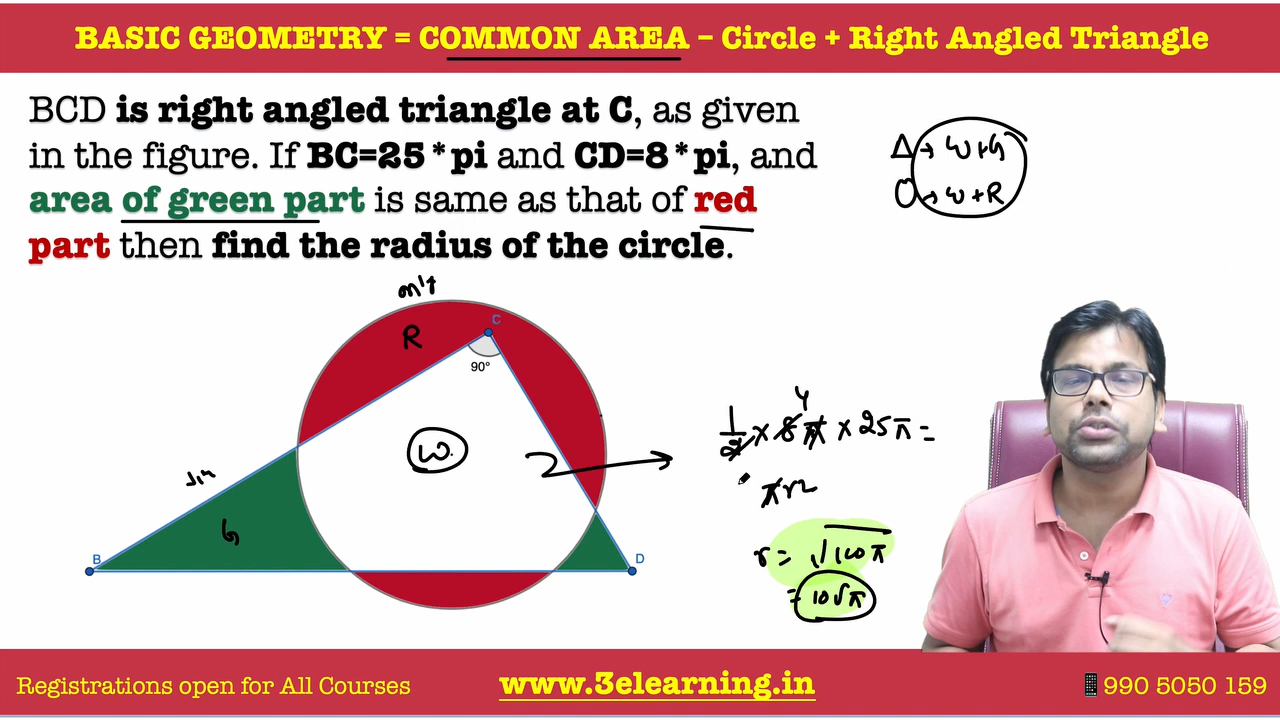 BASIC GEOMETRY = COMMON AREA – Circle + Right Angled Triangle
BCD is right angled triangle at C, as given
in the figure. If BC=25*pi and CD=8*pi, and
area of green part is same as that of red
part then find the radius of the circle.
Δ → W+G
O → W+R
R
C
90°
W
G
B
D
1/2 × 8π × 25π =
4
πr2
r = √100π
= 10√π
Registrations open for All Courses
www.3elearning.in
990 5050 159